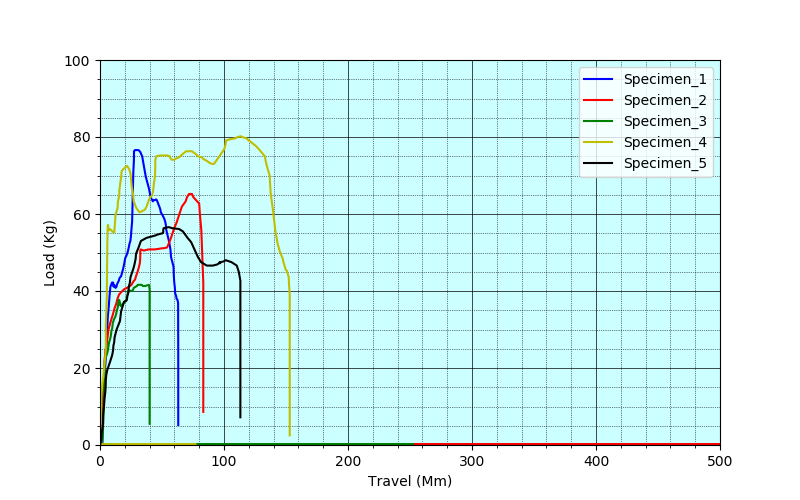 100
80
60
40
20
0
Load (Kg)
Specimen_1
Specimen_2
Specimen_3
Specimen_4
Specimen_5
0 100 200 300 400 500
Travel (Mm)